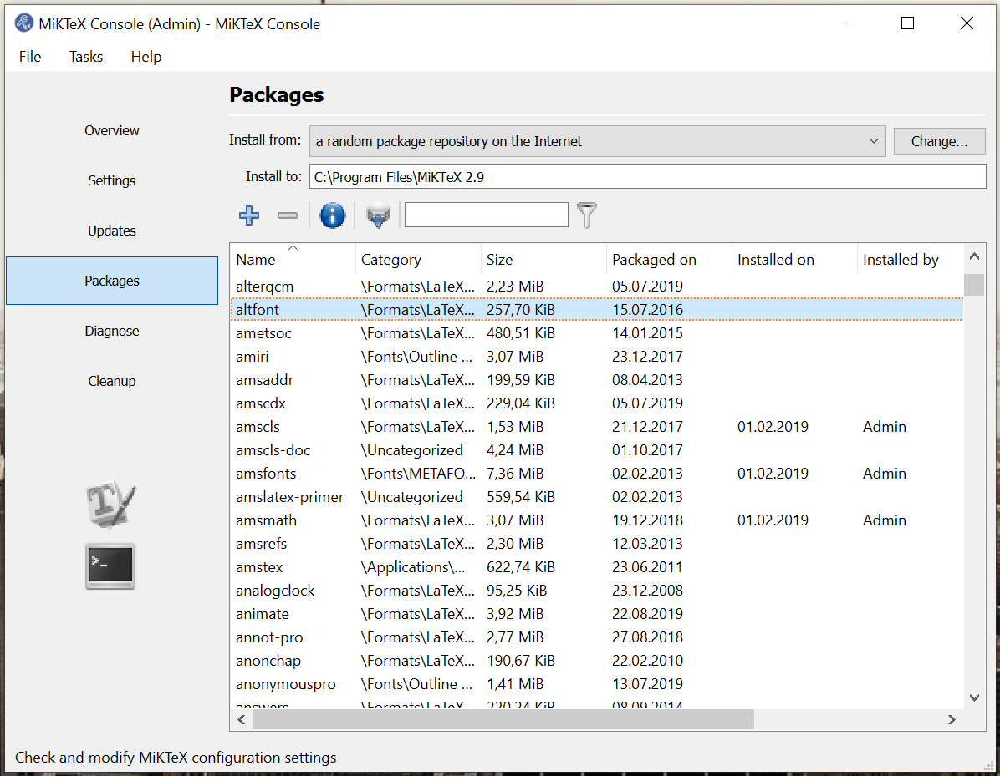 MiKTeX Console (Admin) - MiKTeX Console
File Tasks Help
Packages
Overview
Settings
Updates
Packages
Diagnose
Cleanup
Install from: a random package repository on the Internet Change...
Install to: C:\Program Files\MiKTeX 2.9
Name Category Size Packaged on Installed on Installed by
alterqcm \Formats\LaTeX... 2,23 MiB 05.07.2019
altfont \Formats\LaTeX... 257,70 KiB 15.07.2016
ametsoc \Formats\LaTeX... 480,51 KiB 14.01.2015
amiri \Fonts\Outline ... 3,07 MiB 23.12.2017
amsaddr \Formats\LaTeX... 199,59 KiB 08.04.2013
amscdx \Formats\LaTeX... 229,04 KiB 05.07.2019
amscls \Formats\LaTeX... 1,53 MiB 21.12.2017 01.02.2019 Admin
amscls-doc \Uncategorized 4,24 MiB 01.10.2017
amsfonts \Fonts\METAFO... 7,36 MiB 02.02.2013 01.02.2019 Admin
amslatex-primer \Uncategorized 559,54 KiB 02.02.2013
amsmath \Formats\LaTeX... 3,07 MiB 19.12.2018 01.02.2019 Admin
amsrefs \Formats\LaTeX... 2,30 MiB 12.03.2013
amstex \Applications\... 622,74 KiB 23.06.2011
analogclock \Formats\LaTeX... 95,25 KiB 23.12.2008
animate \Formats\LaTeX... 3,92 MiB 22.08.2019
annot-pro \Formats\LaTeX... 2,77 MiB 27.08.2018
anonchap \Formats\LaTeX... 190,67 KiB 22.02.2010
anonymouspro \Fonts\Outline ... 1,41 MiB 13.07.2019
answers \Formats\LaTeX... 220,24 KiB 08.09.2014
Check and modify MiKTeX configuration settings